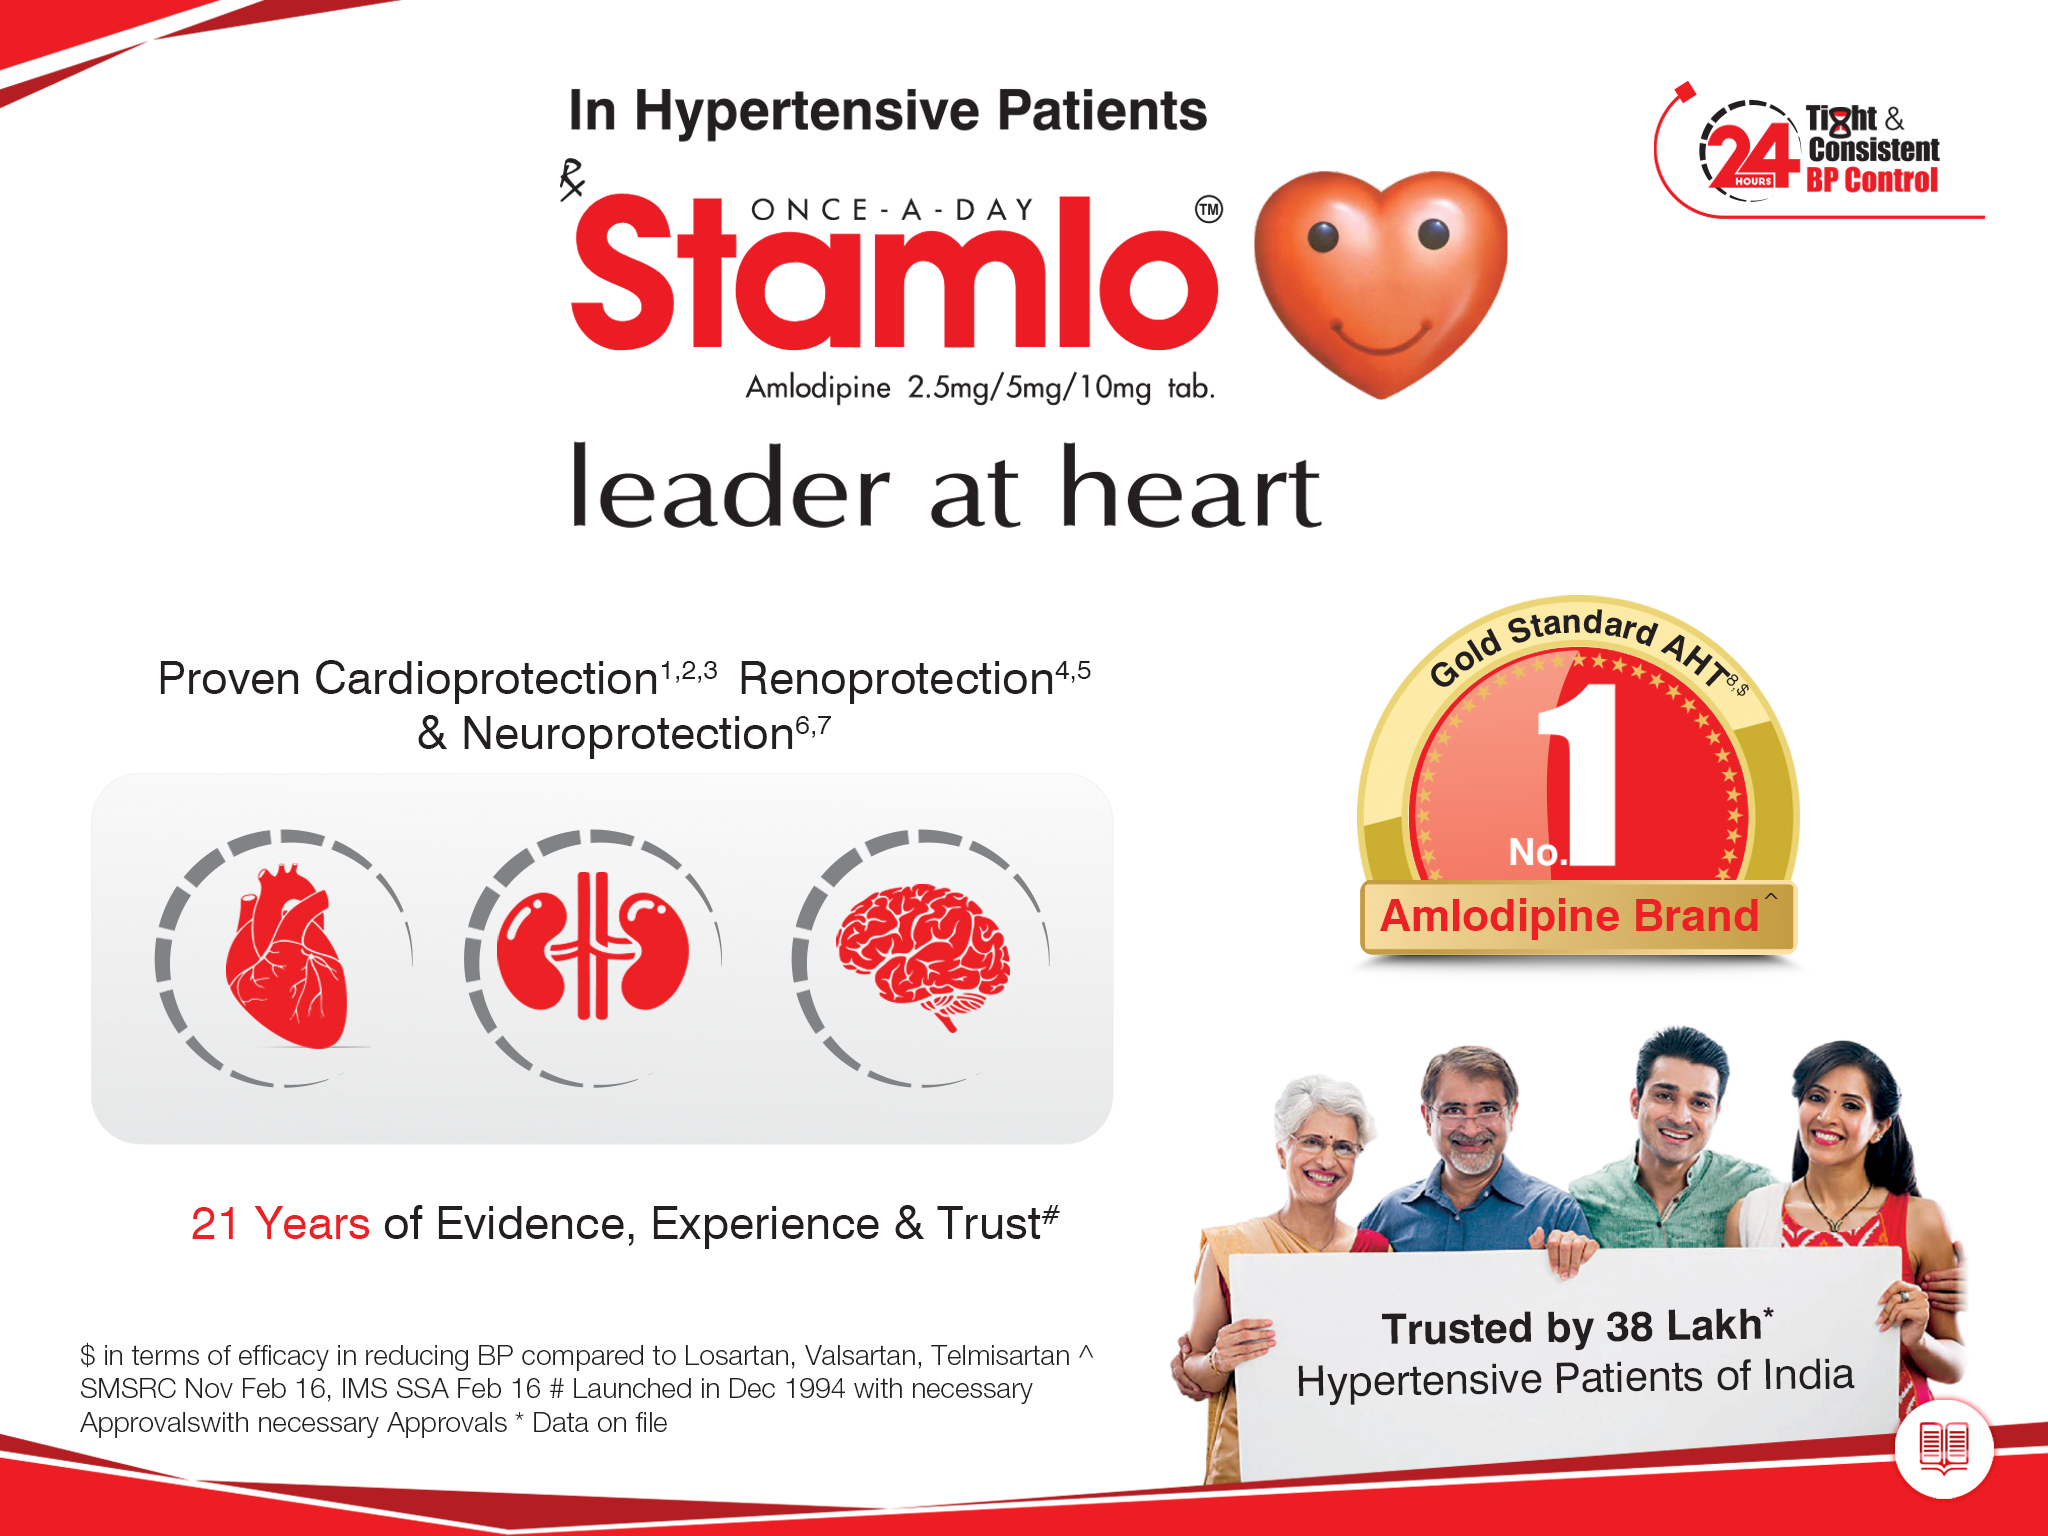 In Hypertensive Patients
24 HOURS
Tight &
Consistent
BP Control
Rx
ONCE-A-DAY
Stamlo TM
Amlodipine 2.5mg/5mg/10mg tab.
leader at heart
Proven Cardioprotection1,2,3 Renoprotection4,5
& Neuroprotection6,7
Gold Standard AHT8,$
No.1
Amlodipine Brand^
21 Years of Evidence, Experience & Trust#
Trusted by 38 Lakh*
Hypertensive Patients of India
$ in terms of efficacy in reducing BP compared to Losartan, Valsartan, Telmisartan ^
SMSRC Nov Feb 16, IMS SSA Feb 16 # Launched in Dec 1994 with necessary
Approvalswith necessary Approvals * Data on file